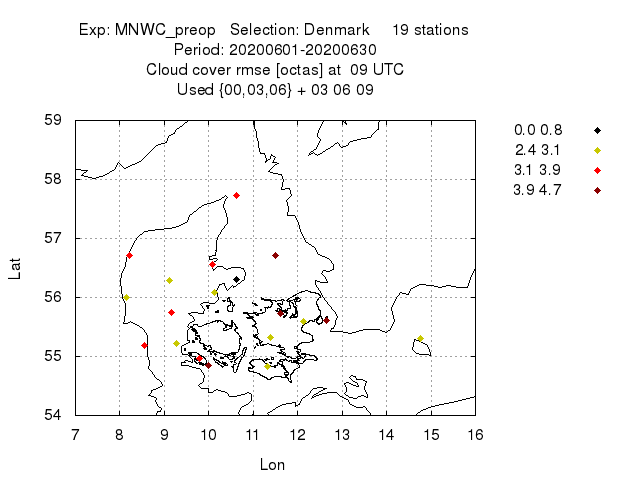 Exp: MNWC_preop Selection: Denmark 19 stations
Period: 20200601-20200630
Cloud cover rmse [octas] at 09 UTC
Used {00,03,06} + 03 06 09
0.0 0.8
2.4 3.1
3.1 3.9
3.9 4.7
Lat
59
58
57
56
55
54
7 8 9 10 11 12 13 14 15 16
Lon